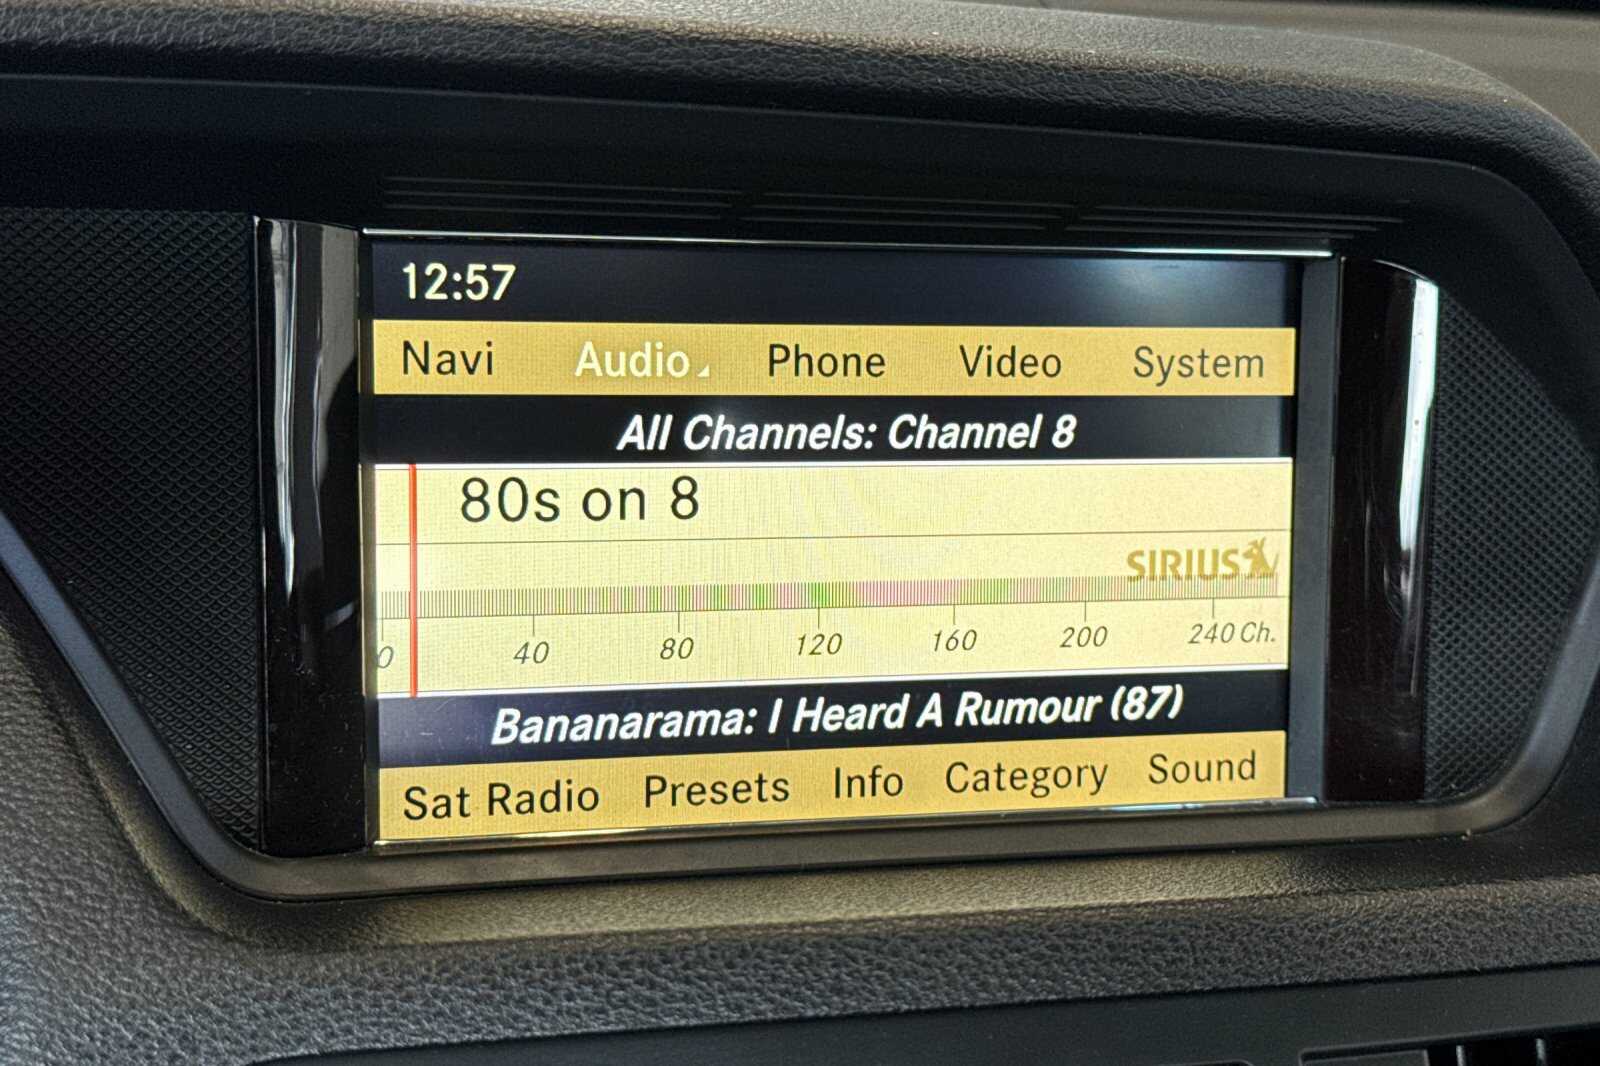 12:57
Navi Audio Phone Video System
All Channels: Channel 8
80s on 8
SIRIUS
0 40 80 120 160 200 240 Ch.
Bananarama: I Heard A Rumour (87)
Sat Radio Presets Info Category Sound